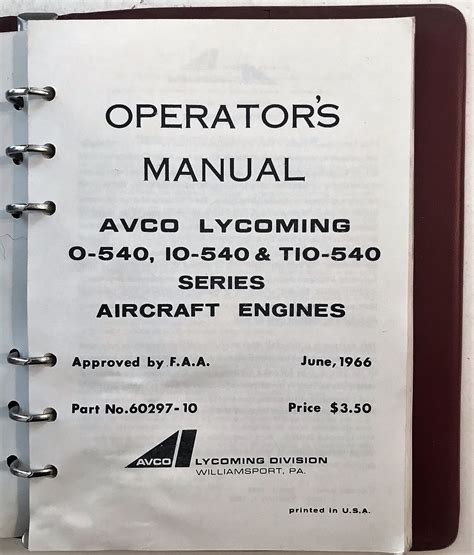 OPERATOR'S
MANUAL
AVCO LYCOMING
O-540, IO-540 & TIO-540
SERIES
AIRCRAFT ENGINES
Approved by F.A.A. June, 1966
Part No. 60297-10 Price $3.50
AVCO LYCOMING DIVISION
WILLIAMSPORT, PA.
printed in U.S.A.